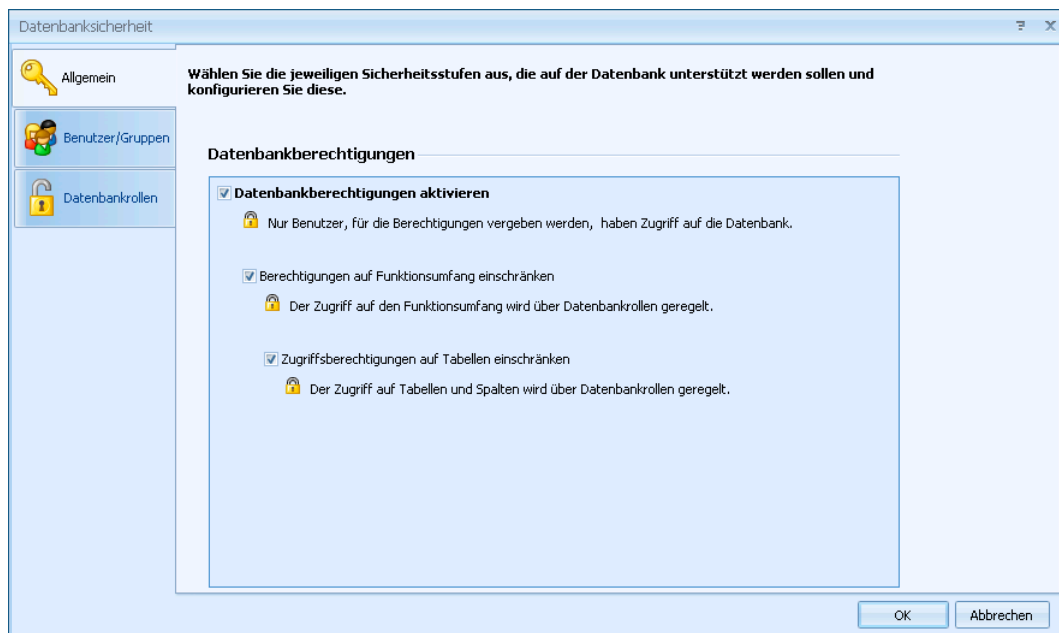 Datenbanksicherheit
Allgemein
Benutzer/Gruppen
Datenbankrollen
Wählen Sie die jeweiligen Sicherheitsstufen aus, die auf der Datenbank unterstützt werden sollen und
konfigurieren Sie diese.
Datenbankberechtigungen
Datenbankberechtigungen aktivieren
Nur Benutzer, für die Berechtigungen vergeben werden, haben Zugriff auf die Datenbank.
Berechtigungen auf Funktionsumfang einschränken
Der Zugriff auf den Funktionsumfang wird über Datenbankrollen geregelt.
Zugriffsberechtigungen auf Tabellen einschränken
Der Zugriff auf Tabellen und Spalten wird über Datenbankrollen geregelt.
OK
Abbrechen